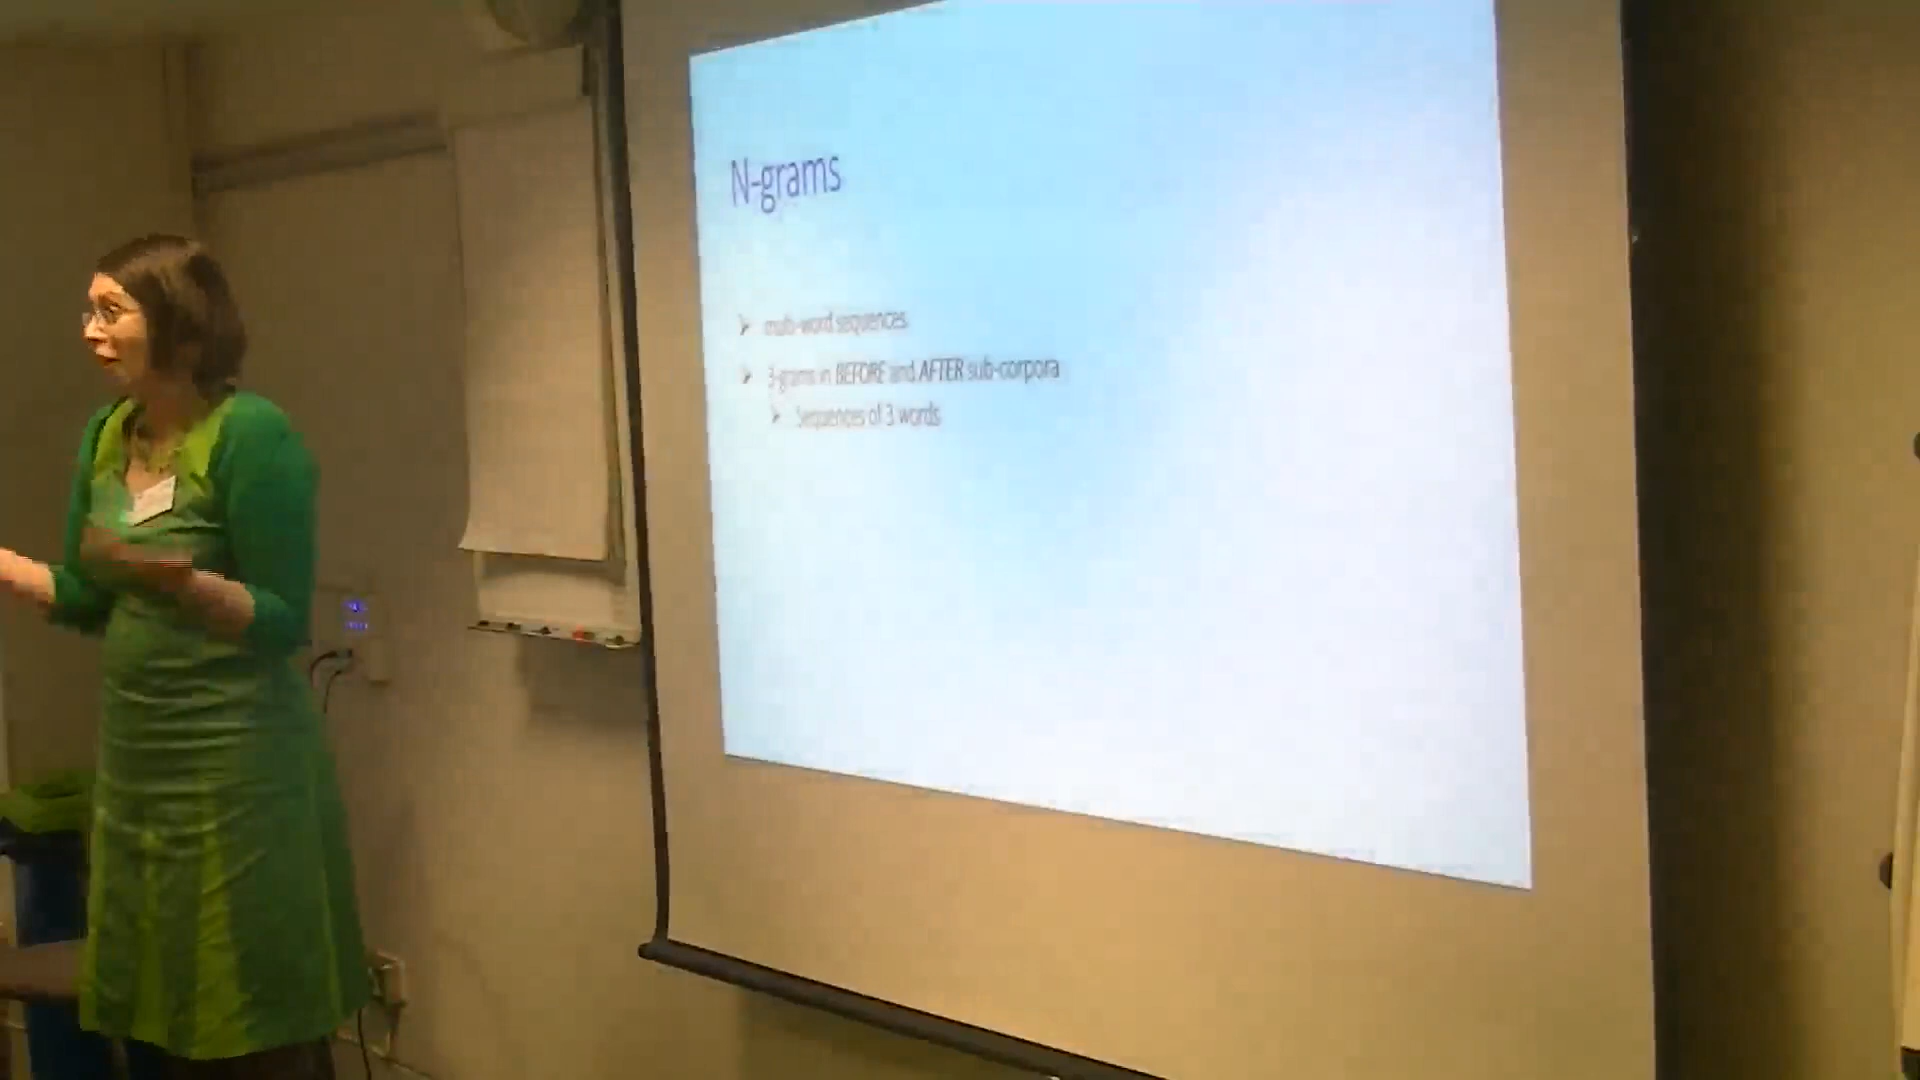 N-grams
multi-word sequences
3-grams in BEFORE and AFTER sub-corpora
Sequences of 3 words